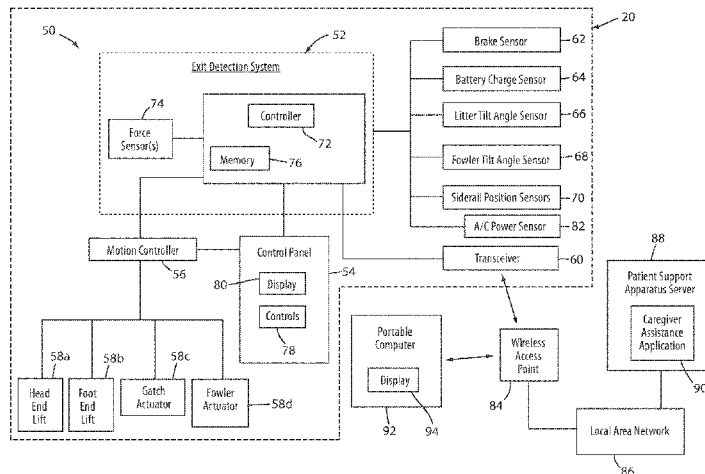 50
52
20
Exit Detection System
74
Force
Sensor(s)
Controller
72
Memory
76
Brake Sensor
62
Battery Charge Sensor
64
Litter Tilt Angle Sensor
66
Fowler Tilt Angle Sensor
68
Siderail Position Sensors
70
A/C Power Sensor
82
Transceiver
60
Motion Controller
56
Control Panel
54
80
Display
Controls
78
58a
Head
End
Lift
58b
Foot
End
Lift
58c
Gatch
Actuator
Fowler
Actuator
58d
Portable
Computer
Display
92
94
Wireless
Access
Point
84
88
Patient Support
Apparatus Server
Caregiver
Assistance
Application
90
Local Area Network
86